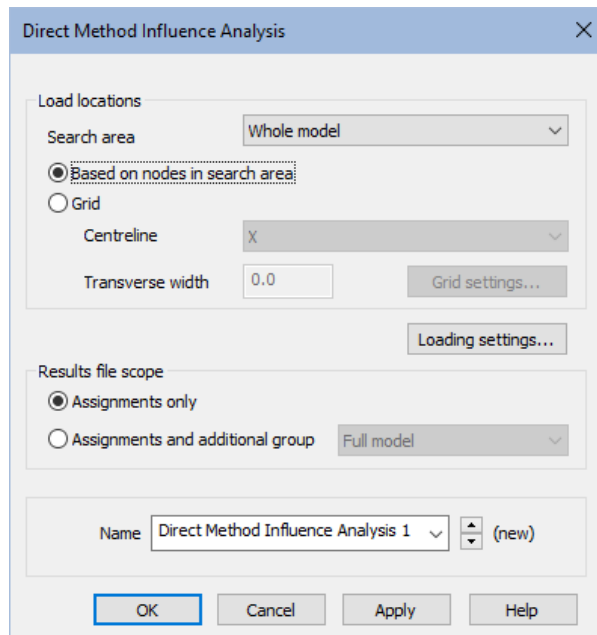 Direct Method Influence Analysis
Load locations
Search area Whole model
Based on nodes in search area
Grid
Centreline X
Transverse width 0.0 Grid settings...
Loading settings...
Results file scope
Assignments only
Assignments and additional group Full model
Name Direct Method Influence Analysis 1 (new)
OK Cancel Apply Help